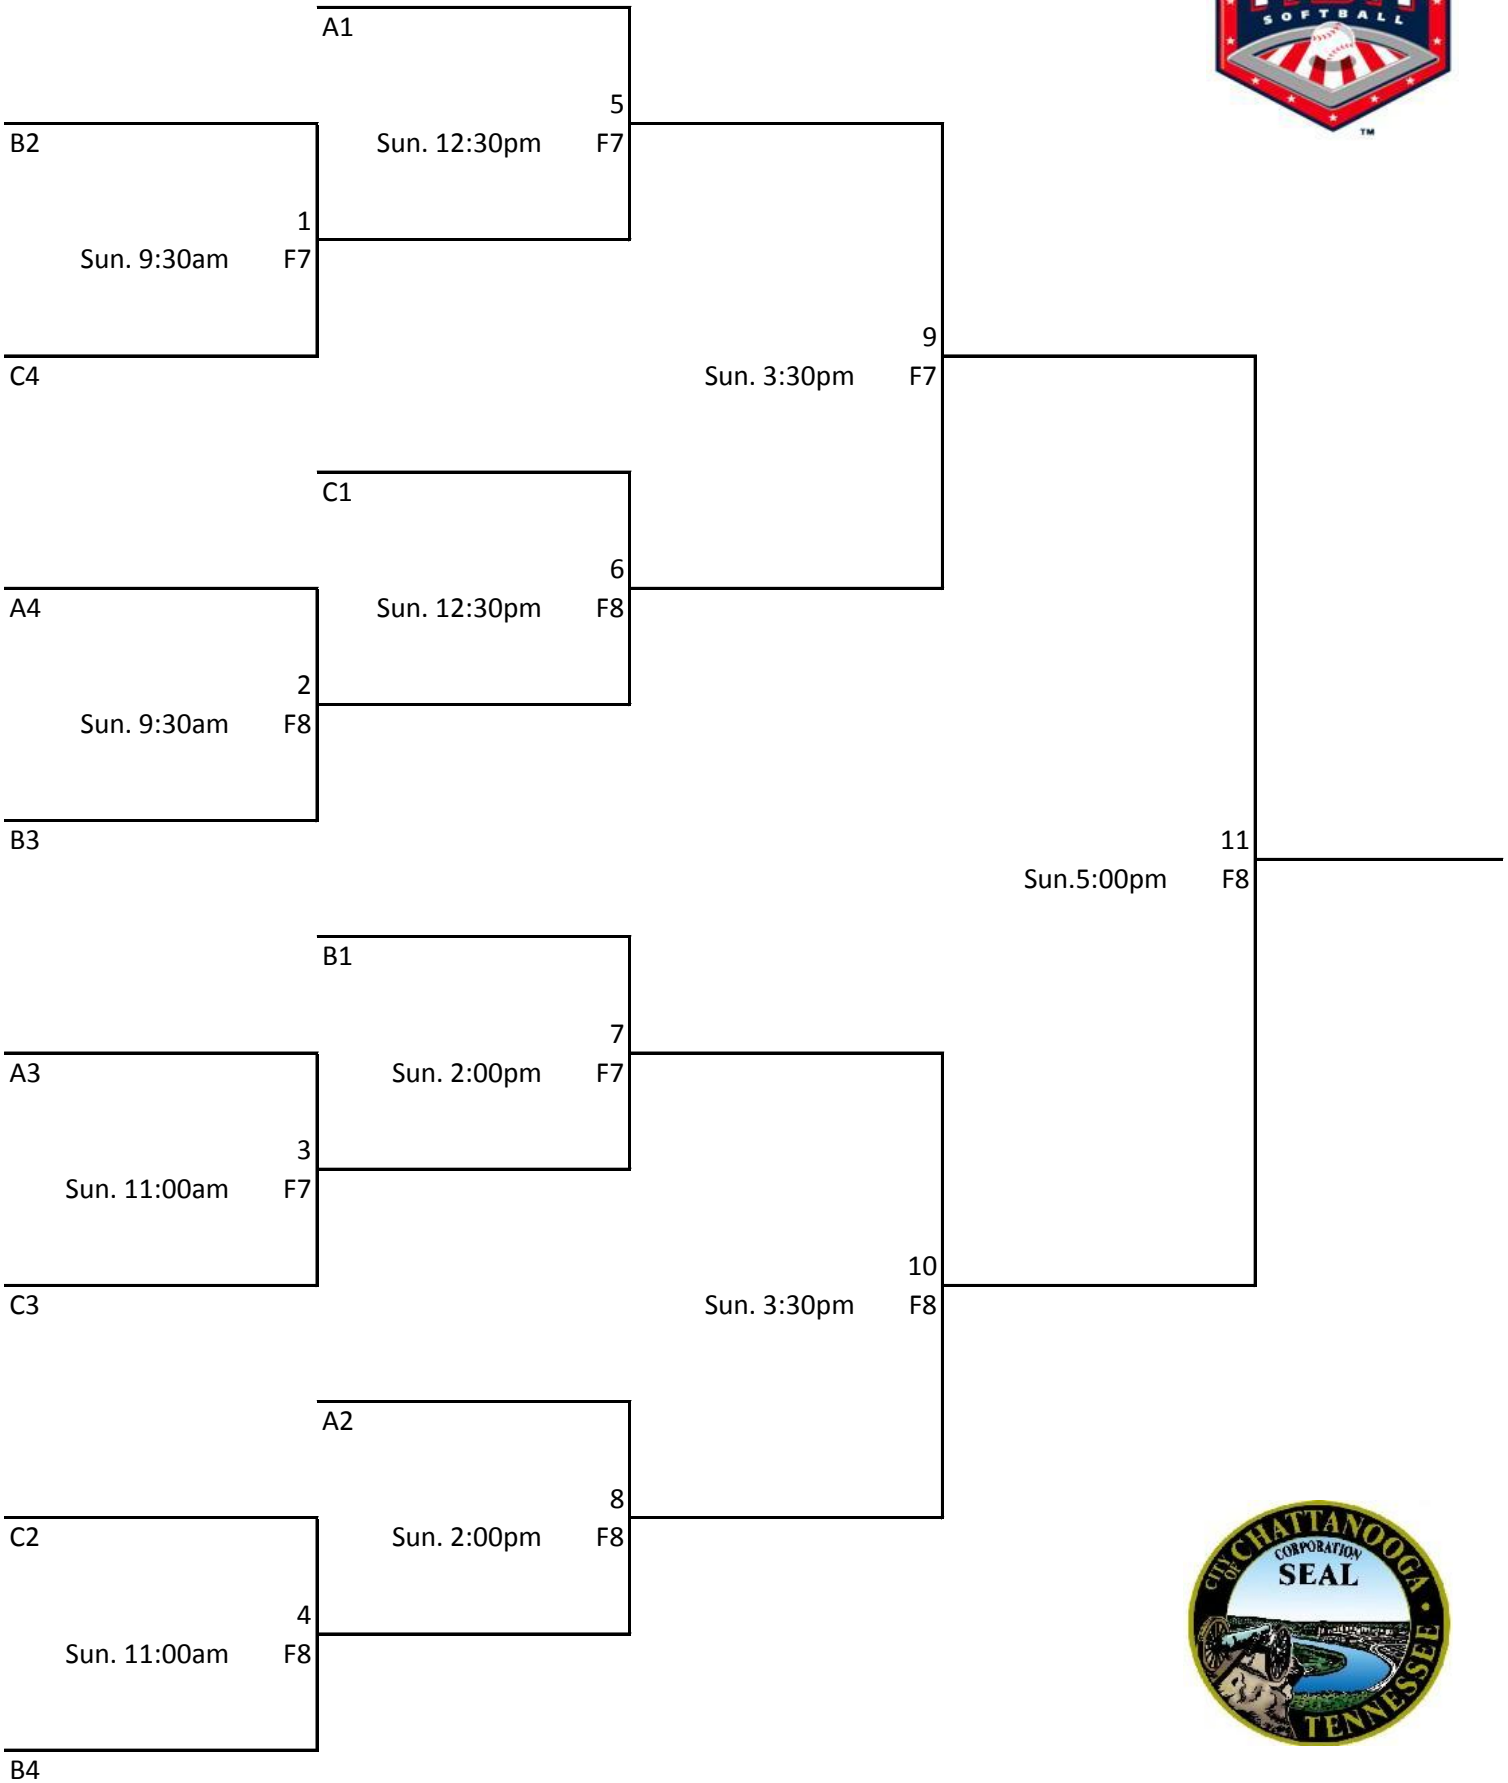 A1
SOFTBALL
TM
5
B2
Sun. 12:30pm F7
1
Sun. 9:30am F7
9
C4
Sun. 3:30pm F7
C1
6
A4
Sun. 12:30pm F8
2
Sun. 9:30am F8
B3
11
Sun.5:00pm F8
B1
7
A3
Sun. 2:00pm F7
3
Sun. 11:00am F7
10
C3
Sun. 3:30pm F8
A2
8
C2
Sun. 2:00pm F8
4
Sun. 11:00am F8
B4
CITY OF CHATTANOOGA • TENNESSEE
CORPORATION
SEAL